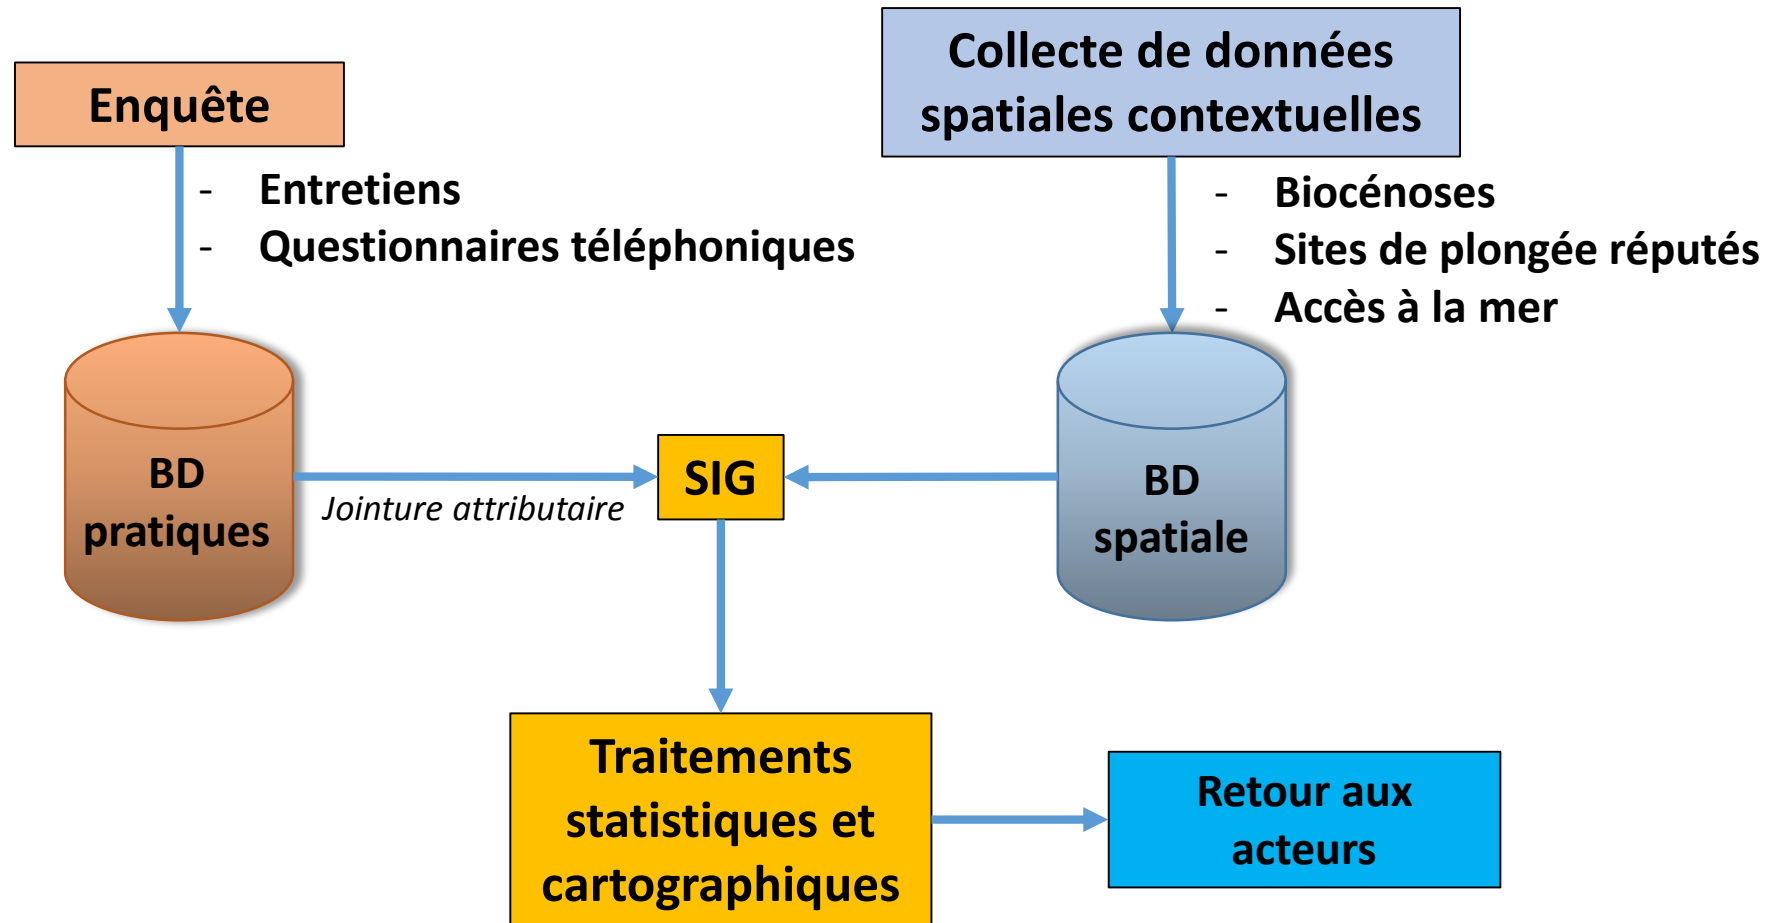 Enquête
- Entretiens
- Questionnaires téléphoniques
Collecte de données
spatiales contextuelles
- Biocénoses
- Sites de plongée réputés
- Accès à la mer
BD
pratiques
Jointure attributaire
SIG
BD
spatiale
Traitements
statistiques et
cartographiques
Retour aux
acteurs